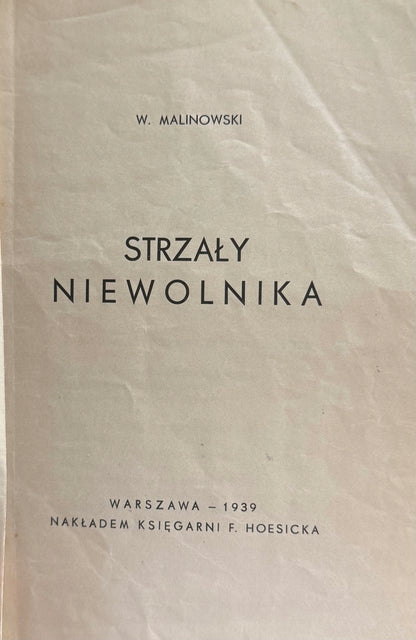 W. MALINOWSKI
STRZAŁY
NIEWOLNIKA
WARSZAWA – 1939
NAKŁADEM KSIĘGARNI F. HOESICKA